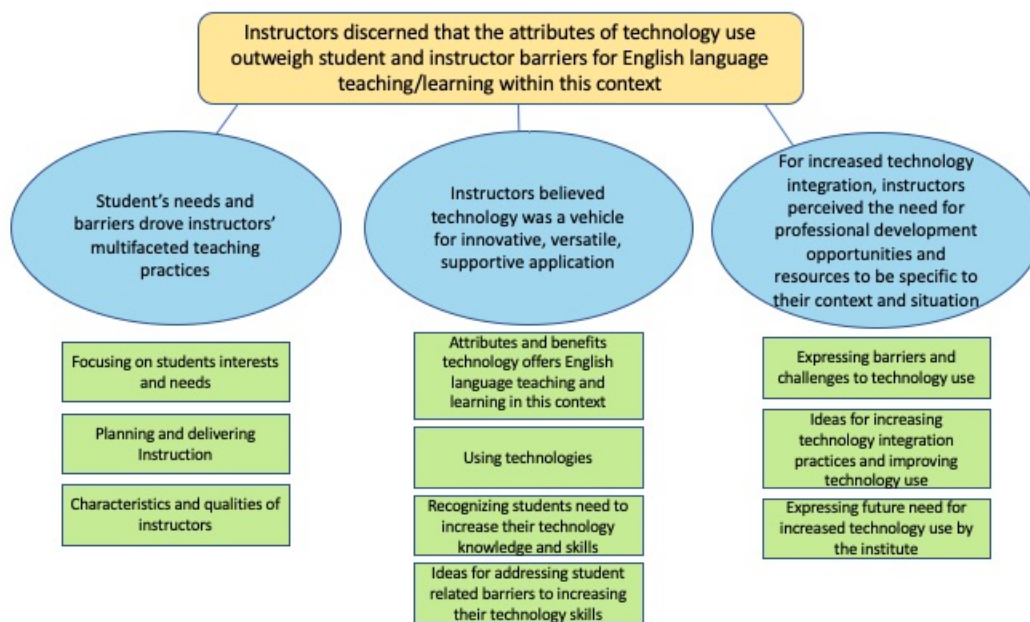 Instructors discerned that the attributes of technology use
outweigh student and instructor barriers for English language
teaching/learning within this context
Student's needs and
barriers drove instructors'
multifaceted teaching
practices
Instructors believed
technology was a vehicle
for innovative, versatile,
supportive application
For increased technology
integration, instructors
perceived the need for
professional development
opportunities and
resources to be specific to
their context and situation
Focusing on students interests
and needs
Planning and delivering
Instruction
Characteristics and qualities of
instructors
Attributes and benefits
technology offers English
language teaching and
learning in this context
Using technologies
Recognizing students need to
increase their technology
knowledge and skills
Ideas for addressing student
related barriers to increasing
their technology skills
Expressing barriers and
challenges to technology use
Ideas for increasing
technology integration
practices and improving
technology use
Expressing future need for
increased technology use by
the institute